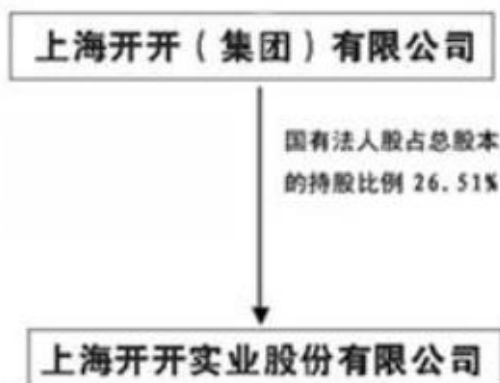 上海开开（集团）有限公司
国有法人股占总股本
的持股比例 26.51%
上海开开实业股份有限公司